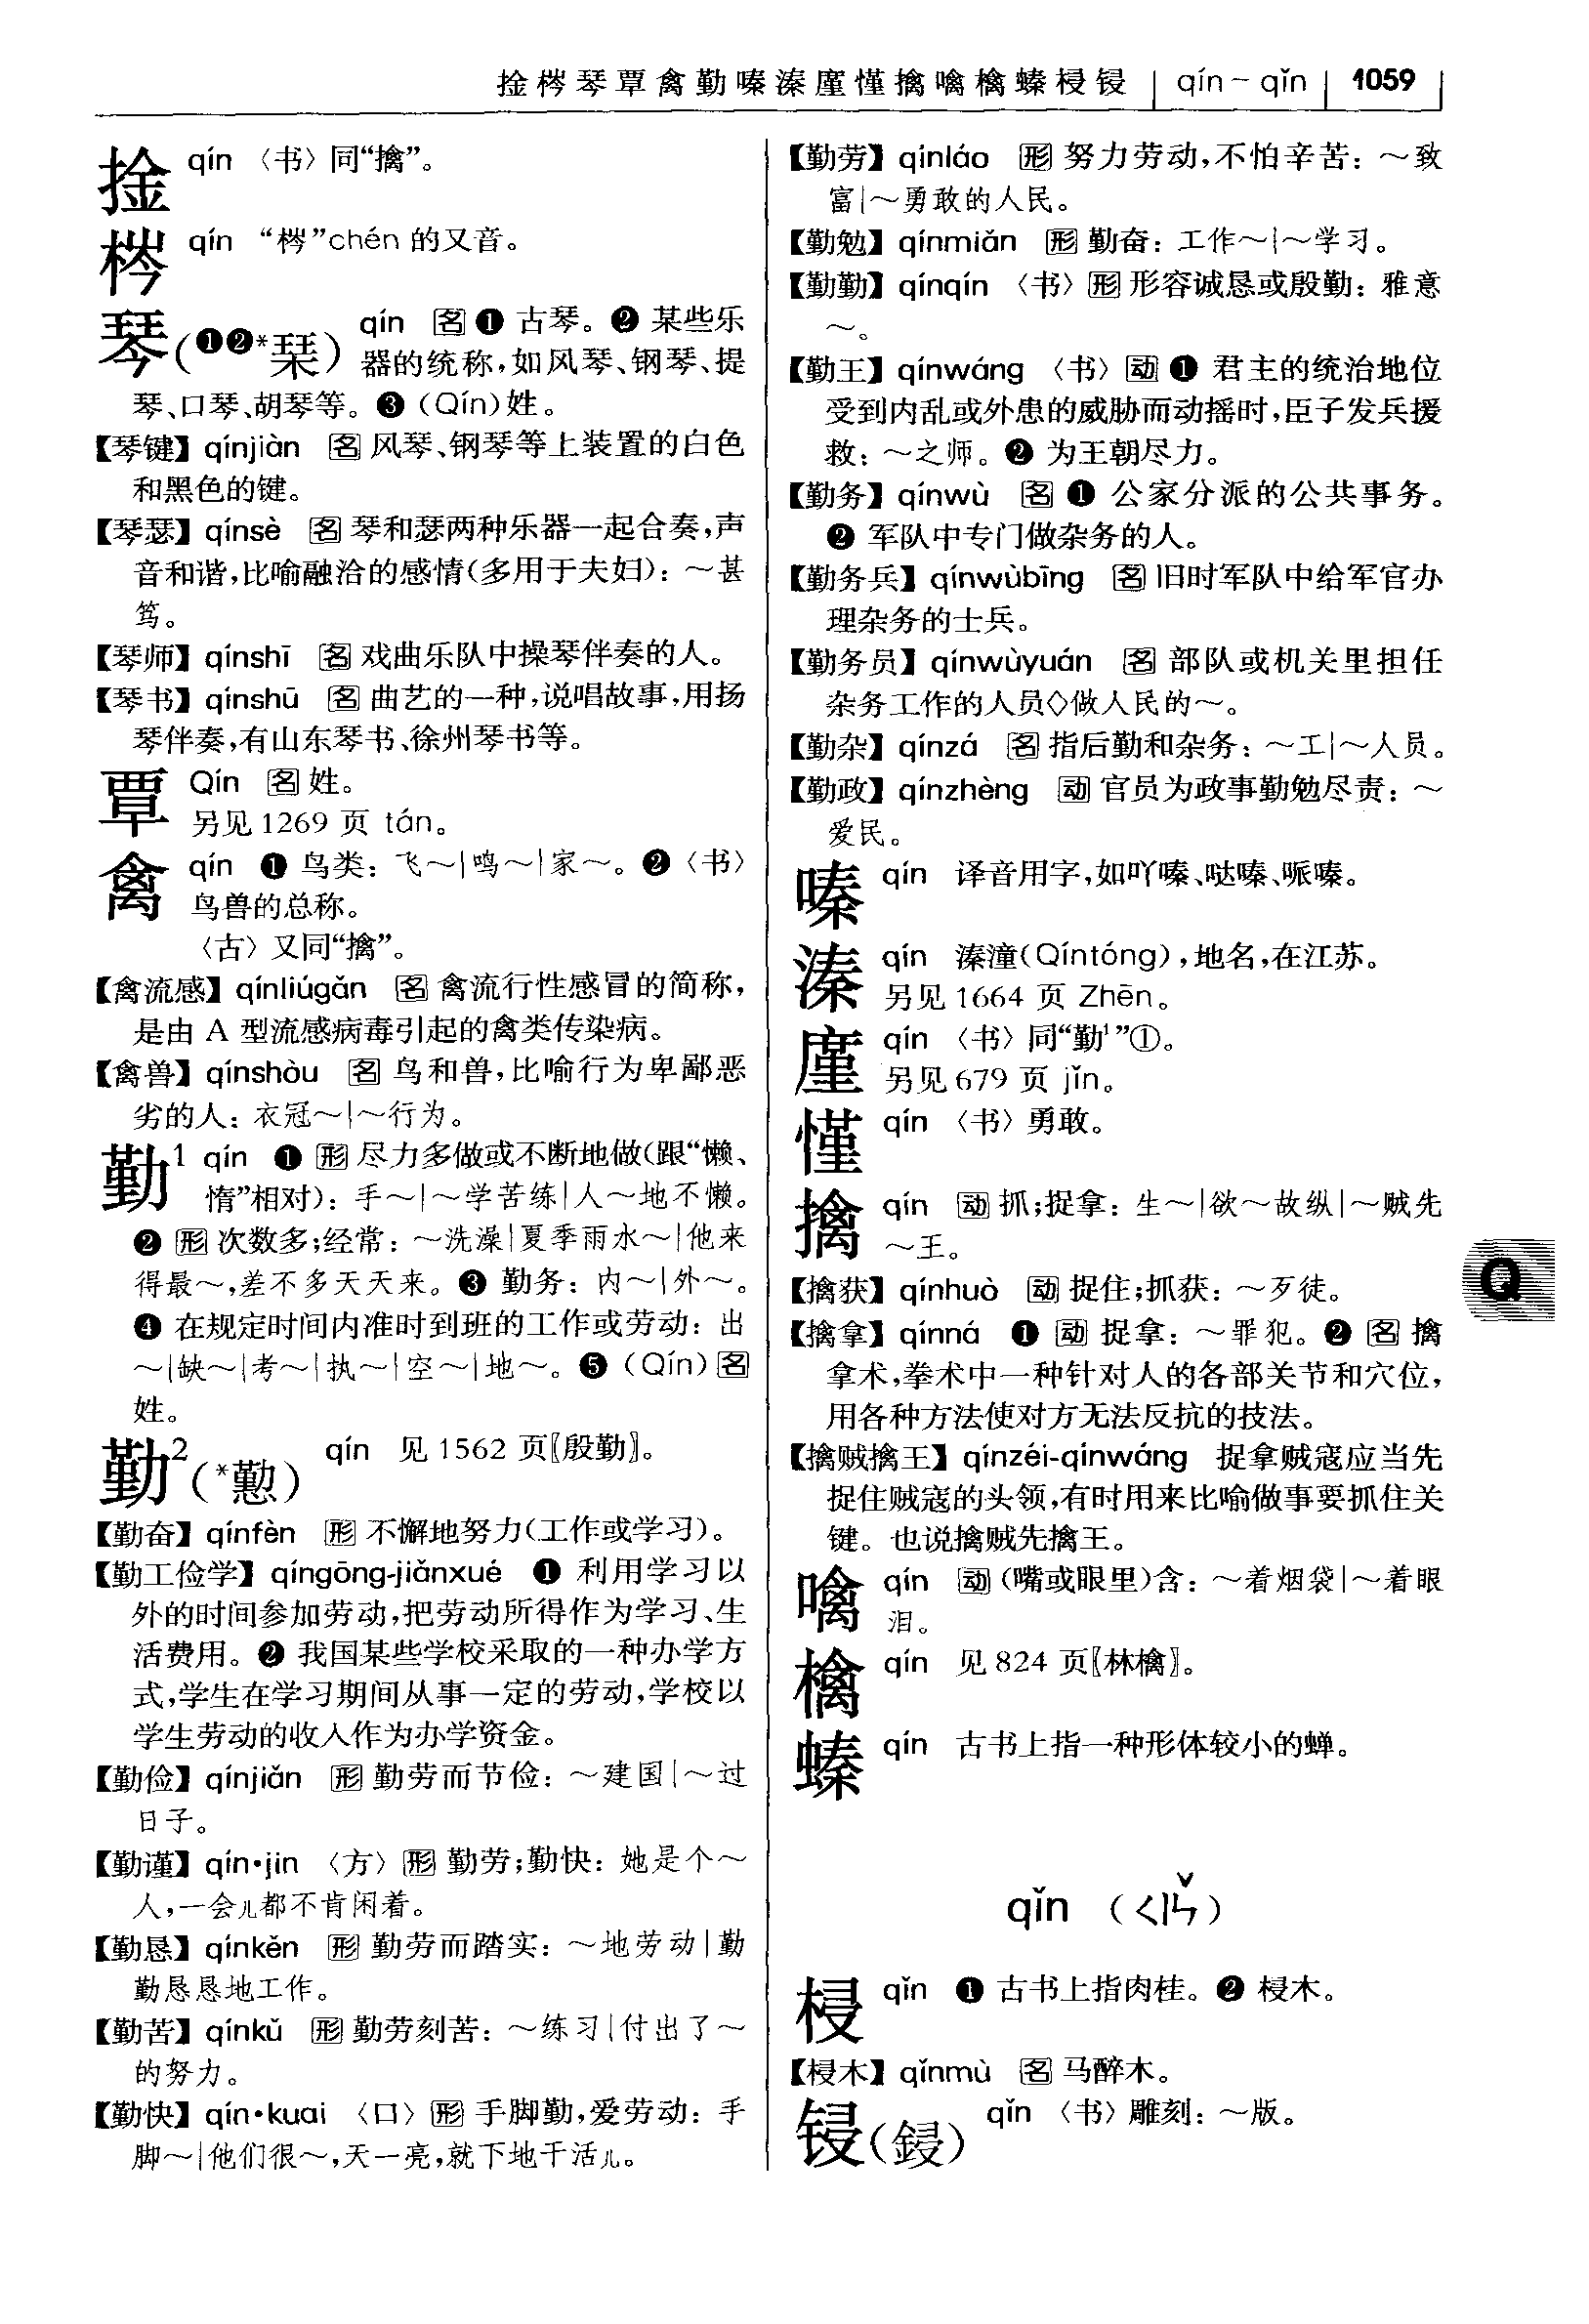 捦梣琴覃禽勤嗪溱廑慬擒噙檎螓梫锓 qín～qǐn 1059
捦 qín 〈书〉同“擒”。
梣 qín “梣”chén 的又音。
琴(❶❷*琹) qín 名❶ 古琴。❷ 某些乐
器的统称,如风琴、钢琴、提
琴、口琴、胡琴等。❸ (Qín)姓。
【琴键】qínjiàn 名 风琴、钢琴等上装置的白色
和黑色的键。
【琴瑟】qínsè 名 琴和瑟两种乐器一起合奏,声
音和谐,比喻融洽的感情(多用于夫妇)：～甚
笃。
【琴师】qínshī 名 戏曲乐队中操琴伴奏的人。
【琴书】qínshū 名 曲艺的一种,说唱故事,用扬
琴伴奏,有山东琴书、徐州琴书等。
覃 Qín 名 姓。
另见 1269 页 tán。
禽 qín ❶ 鸟类：飞～|鸣～|家～。❷〈书〉
鸟兽的总称。
〈古〉又同“擒”。
【禽流感】qínliúgǎn 名 禽流行性感冒的简称,
是由 A 型流感病毒引起的禽类传染病。
【禽兽】qínshòu 名 鸟和兽,比喻行为卑鄙恶
劣的人：衣冠～|～行为。
勤1 qín ❶ 形 尽力多做或不断地做(跟“懒、
惰”相对)：手～|～学苦练|人～地不懒。
❷ 形 次数多;经常：～洗澡|夏季雨水～|他来
得最～,差不多天天来。❸ 勤务：内～|外～。
❹ 在规定时间内准时到班的工作或劳动：出
～|缺～|考～|执～|空～|地～。❺ (Qín) 名
姓。
勤2(*懃) qín 见 1562 页〖殷勤〗。
【勤奋】qínfèn 形 不懈地努力(工作或学习)。
【勤工俭学】qíngōng-jiǎnxué ❶ 利用学习以
外的时间参加劳动,把劳动所得作为学习、生
活费用。❷ 我国某些学校采取的一种办学方
式,学生在学习期间从事一定的劳动,学校以
学生劳动的收入作为办学资金。
【勤俭】qínjiǎn 形 勤劳而节俭：～建国|～过
日子。
【勤谨】qín·jin 〈方〉形 勤劳;勤快：她是个～
人,一会儿都不肯闲着。
【勤恳】qínkěn 形 勤劳而踏实：～地劳动|勤
勤恳恳地工作。
【勤苦】qínkǔ 形 勤劳刻苦：～练习|付出了～
的努力。
【勤快】qín·kuai 〈口〉形 手脚勤,爱劳动：手
脚～|他们很～,天一亮,就下地干活儿。
【勤劳】qínláo 形 努力劳动,不怕辛苦：～致
富|～勇敢的人民。
【勤勉】qínmiǎn 形 勤奋：工作～|～学习。
【勤勤】qínqín 〈书〉形 形容诚恳或殷勤：雅意
～。
【勤王】qínwáng 〈书〉动 ❶ 君主的统治地位
受到内乱或外患的威胁而动摇时,臣子发兵援
救：～之师。❷ 为王朝尽力。
【勤务】qínwù 名 ❶ 公家分派的公共事务。
❷ 军队中专门做杂务的人。
【勤务兵】qínwùbīng 名 旧时军队中给军官办
理杂务的士兵。
【勤务员】qínwùyuán 名 部队或机关里担任
杂务工作的人员◇做人民的～。
【勤杂】qínzá 名 指后勤和杂务：～工|～人员。
【勤政】qínzhèng 动 官员为政事勤勉尽责：～
爱民。
嗪 qín 译音用字,如吖嗪、哒嗪、哌嗪。
溱 qín 溱潼(Qíntóng),地名,在江苏。
另见 1664 页 Zhēn。
廑 qín 〈书〉同“勤1”①。
另见 679 页 jǐn。
慬 qín 〈书〉勇敢。
擒 qín 动 抓;捉拿：生～|欲～故纵|～贼先
～王。
【擒获】qínhuò 动 捉住;抓获：～歹徒。
【擒拿】qínná ❶ 动 捉拿：～罪犯。❷ 名 擒
拿术,拳术中一种针对人的各部关节和穴位,
用各种方法使对方无法反抗的技法。
【擒贼擒王】qínzéi-qínwáng 捉拿贼寇应当先
捉住贼寇的头领,有时用来比喻做事要抓住关
键。也说擒贼先擒王。
噙 qín 动 (嘴或眼里)含：～着烟袋|～着眼
泪。
檎 qín 见 824 页〖林檎〗。
螓 qín 古书上指一种形体较小的蝉。
qǐn (ㄑㄧㄣˇ)
梫 qǐn ❶ 古书上指肉桂。❷ 梫木。
【梫木】qǐnmù 名 马醉木。
锓(鋟) qǐn 〈书〉雕刻：～版。
Q